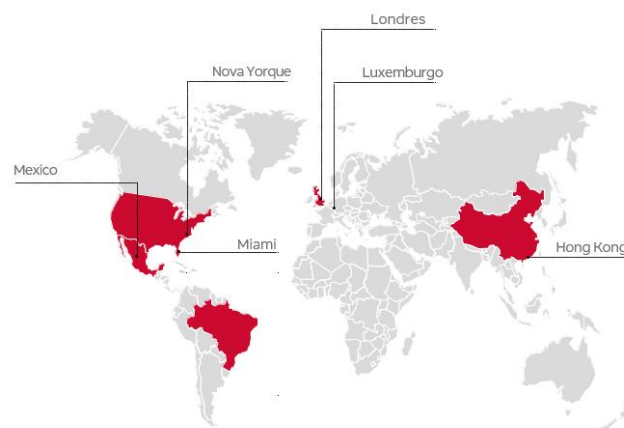 Londres
Nova Yorque
Luxemburgo
Mexico
Miami
Hong Kong